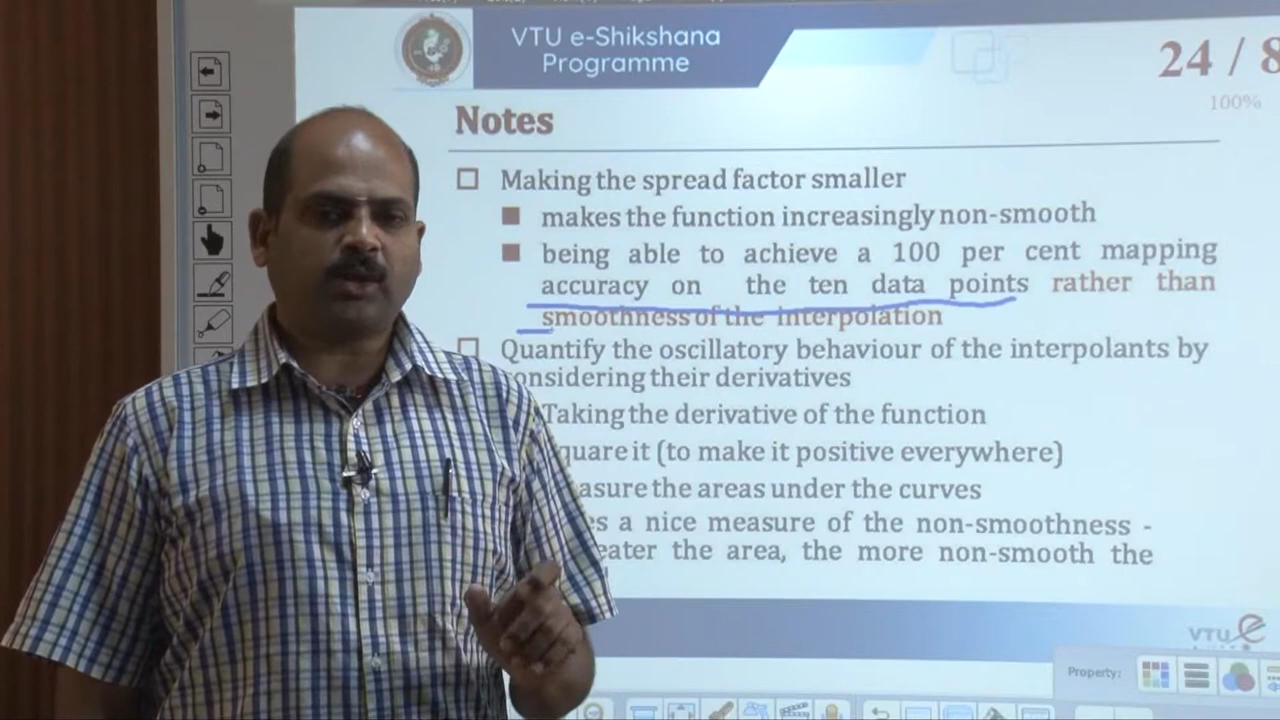 VTU e-Shikshana
Programme
24 / 8
100%
Notes
Making the spread factor smaller
makes the function increasingly non-smooth
being able to achieve a 100 per cent mapping
accuracy on the ten data points rather than
smoothness of the interpolation
Quantify the oscillatory behaviour of the interpolants by
onsidering their derivatives
Taking the derivative of the function
quare it (to make it positive everywhere)
asure the areas under the curves
es a nice measure of the non-smoothness -
eater the area, the more non-smooth the
VTU e
Property: